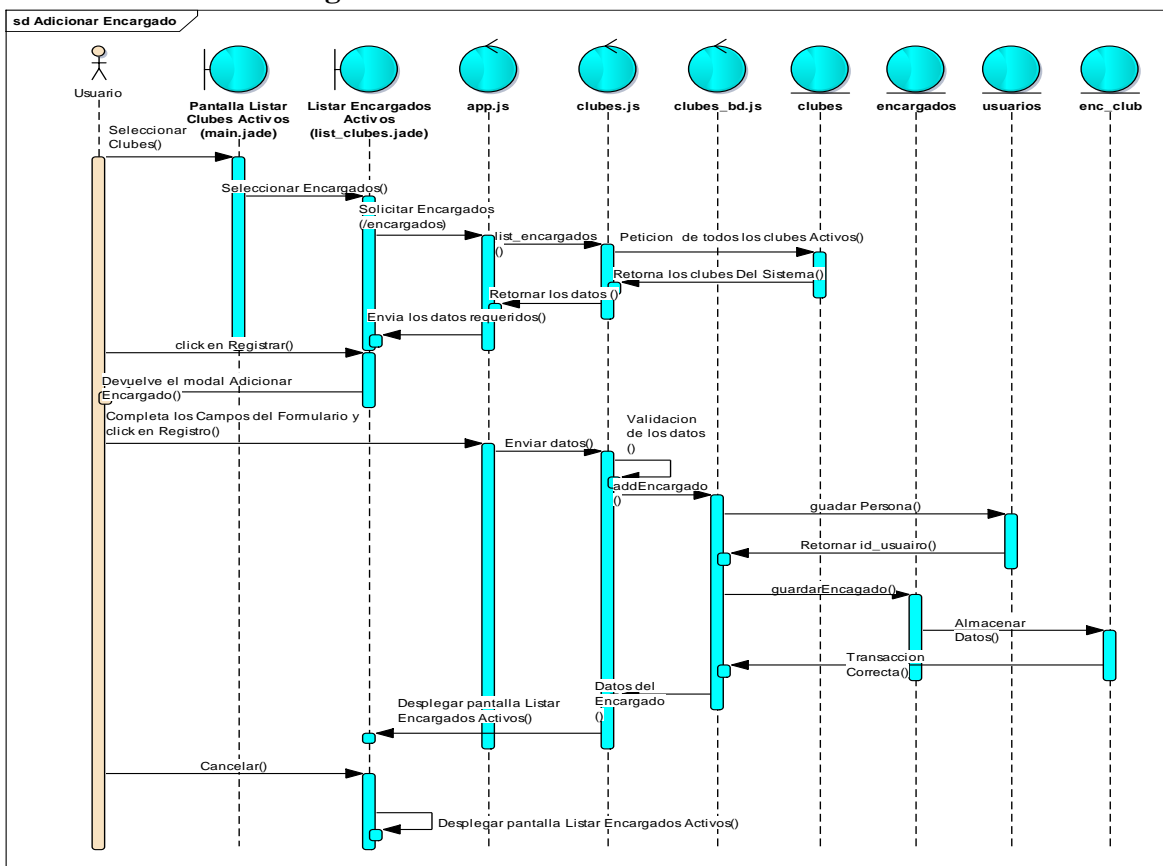 sd Adicionar Encargado
Usuario
Pantalla Listar
Clubes Activos
(main.jade)
Listar Encargados
Activos
(list_clubes.jade)
app.js
clubes.js
clubes_bd.js
clubes
encargados
usuarios
enc_club
Seleccionar
Clubes()
Seleccionar Encargados()
Solicitar Encargados
(/encargados)
list_encargados
()
Peticion de todos los clubes Activos()
Retorna los clubes Del Sistema()
Retornar los datos ()
Envia los datos requeridos()
click en Registrar()
Devuelve el modal Adicionar
Encargado()
Completa los Campos del Formulario y
click en Registro()
Enviar datos()
Validacion
de los datos
()
addEncargado
()
guadar Persona()
Retornar id_usuairo()
guardarEncagado()
Almacenar
Datos()
Transaccion
Correcta()
Datos del
Encargado
()
Desplegar pantalla Listar
Encargados Activos()
Cancelar()
Desplegar pantalla Listar Encargados Activos()